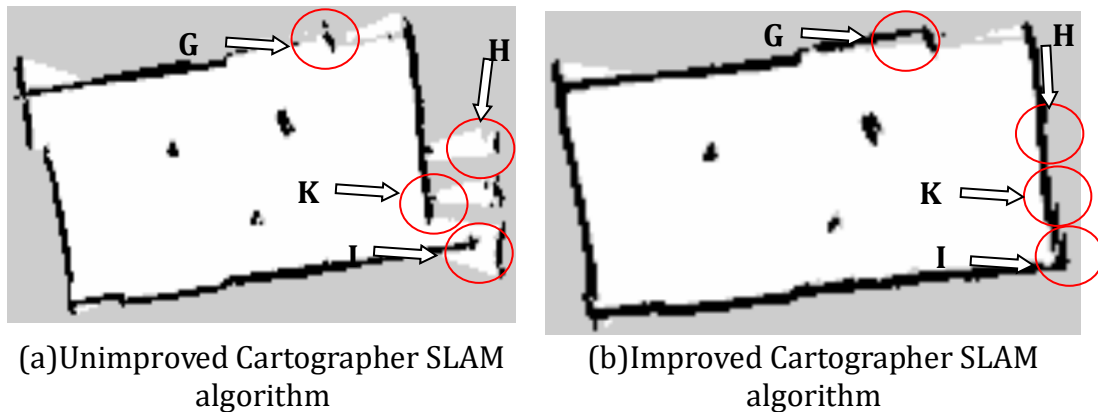 G
H
K
I
G
H
K
I
(a)Unimproved Cartographer SLAM
algorithm
(b)Improved Cartographer SLAM
algorithm